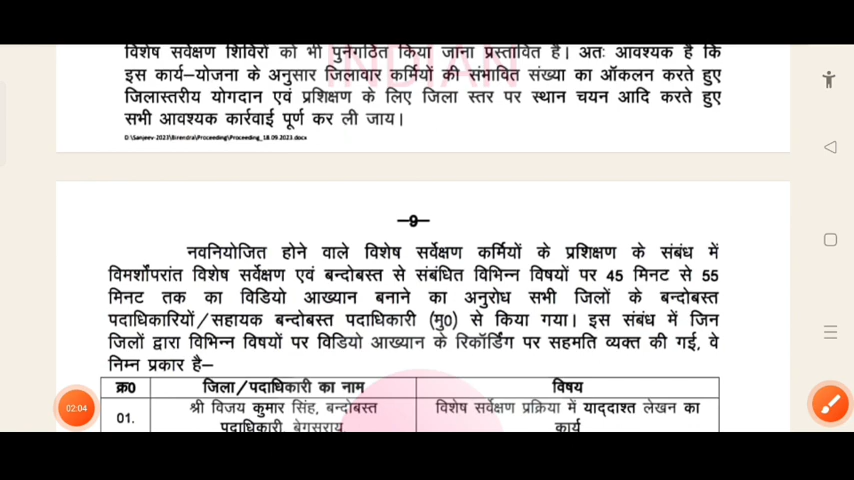 विशेष सर्वेक्षण शिविरों को भी पुर्नगठित किया जाना प्रस्तावित है। अतः आवश्यक है कि
इस कार्य–योजना के अनुसार जिलावार कर्मियों की संभावित संख्या का ऑकलन करते हुए
जिलास्तरीय योगदान एवं प्रशिक्षण के लिए जिला स्तर पर स्थान चयन आदि करते हुए
सभी आवश्यक कार्रवाई पूर्ण कर ली जाय।
INDIAN
D:\Sanjeev-2023\Birendra\Proceeding\Proceeding_18.09.2023.docx
–9–
नवनियोजित होने वाले विशेष सर्वेक्षण कर्मियों के प्रशिक्षण के संबंध में
विमर्शोंपरांत विशेष सर्वेक्षण एवं बन्दोबस्त से संबंधित विभिन्न विषयों पर 45 मिनट से 55
मिनट तक का विडियो आख्यान बनाने का अनुरोध सभी जिलों के बन्दोबस्त
पदाधिकारियों/सहायक बन्दोबस्त पदाधिकारी (मु0) से किया गया। इस संबंध में जिन
जिलों द्वारा विभिन्न विषयों पर विडियो आख्यान के रिकॉर्डिंग पर सहमति व्यक्त की गई, वे
निम्न प्रकार है–
क्र0 जिला/पदाधिकारी का नाम विषय
01. श्री विजय कुमार सिंह, बन्दोबस्त विशेष सर्वेक्षण प्रक्रिया में याद्दाश्त लेखन का
पदाधिकारी, बेगुसराय कार्य
02:04